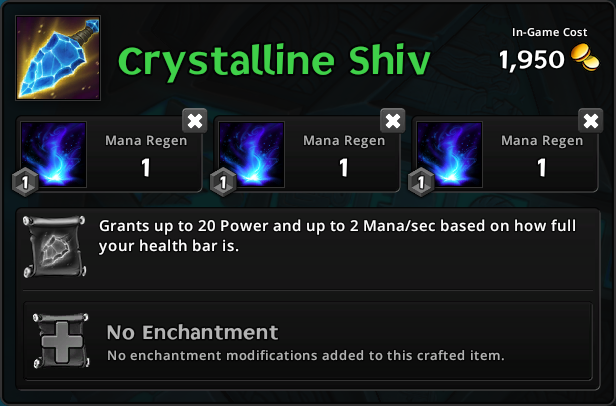 In-Game Cost
Crystalline Shiv
1,950
Mana Regen
1
1
Mana Regen
1
1
Mana Regen
1
1
Grants up to 20 Power and up to 2 Mana/sec based on how full
your health bar is.
No Enchantment
No enchantment modifications added to this crafted item.